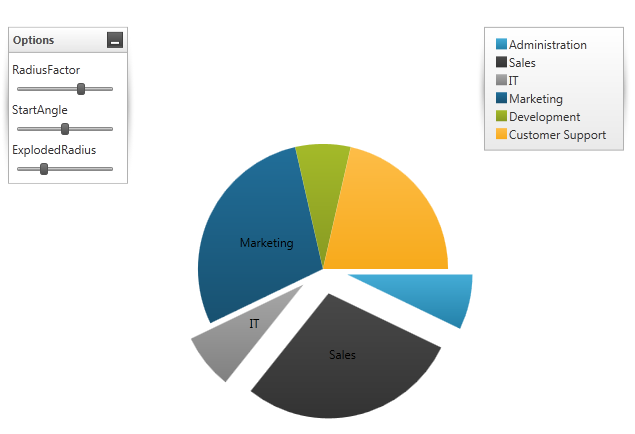 Options
RadiusFactor
StartAngle
ExplodedRadius
Administration
Sales
IT
Marketing
Development
Customer Support
Marketing
IT
Sales